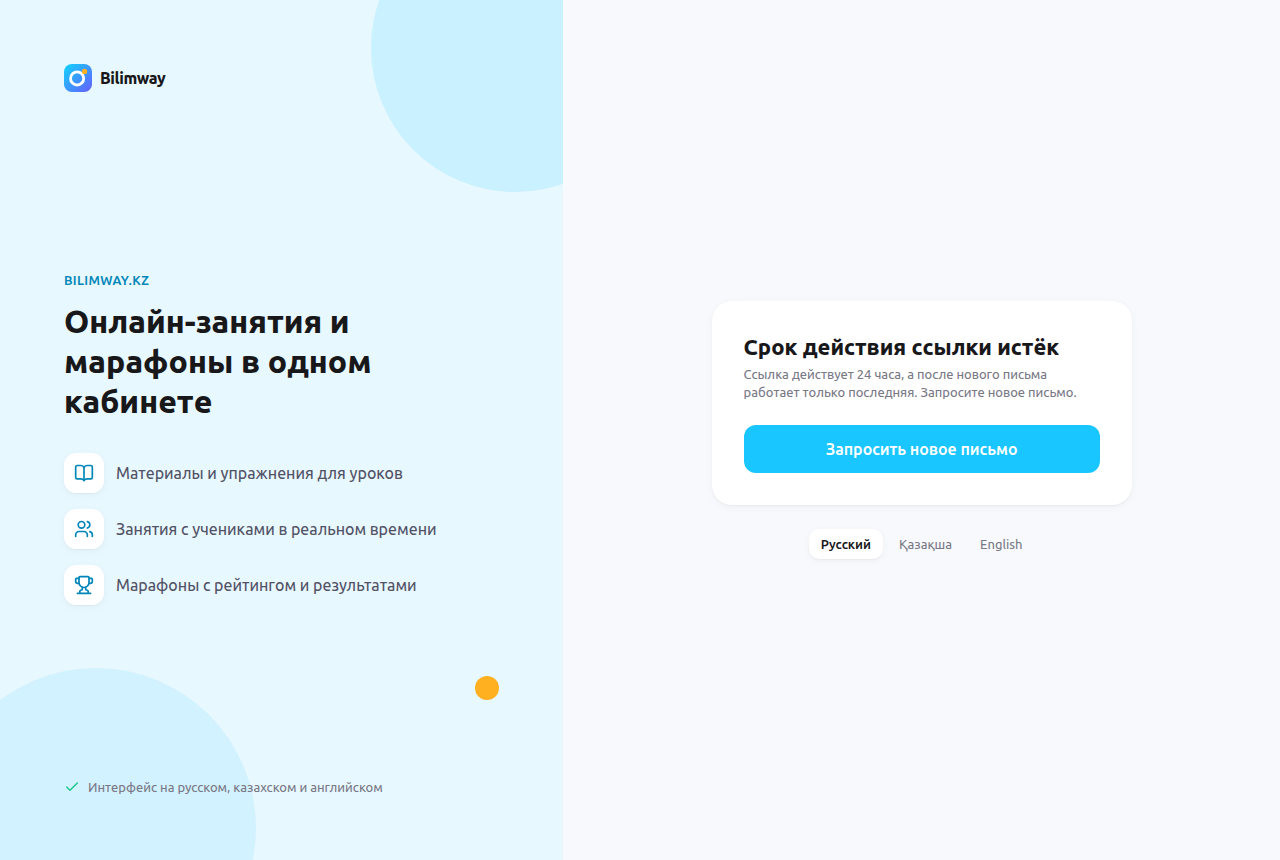 Bilimway
BILIMWAY.KZ
Онлайн-занятия и
марафоны в одном
кабинете
Материалы и упражнения для уроков
Занятия с учениками в реальном времени
Марафоны с рейтингом и результатами
Интерфейс на русском, казахском и английском
Срок действия ссылки истёк
Ссылка действует 24 часа, а после нового письма
работает только последняя. Запросите новое письмо.
Запросить новое письмо
Русский Қазақша English